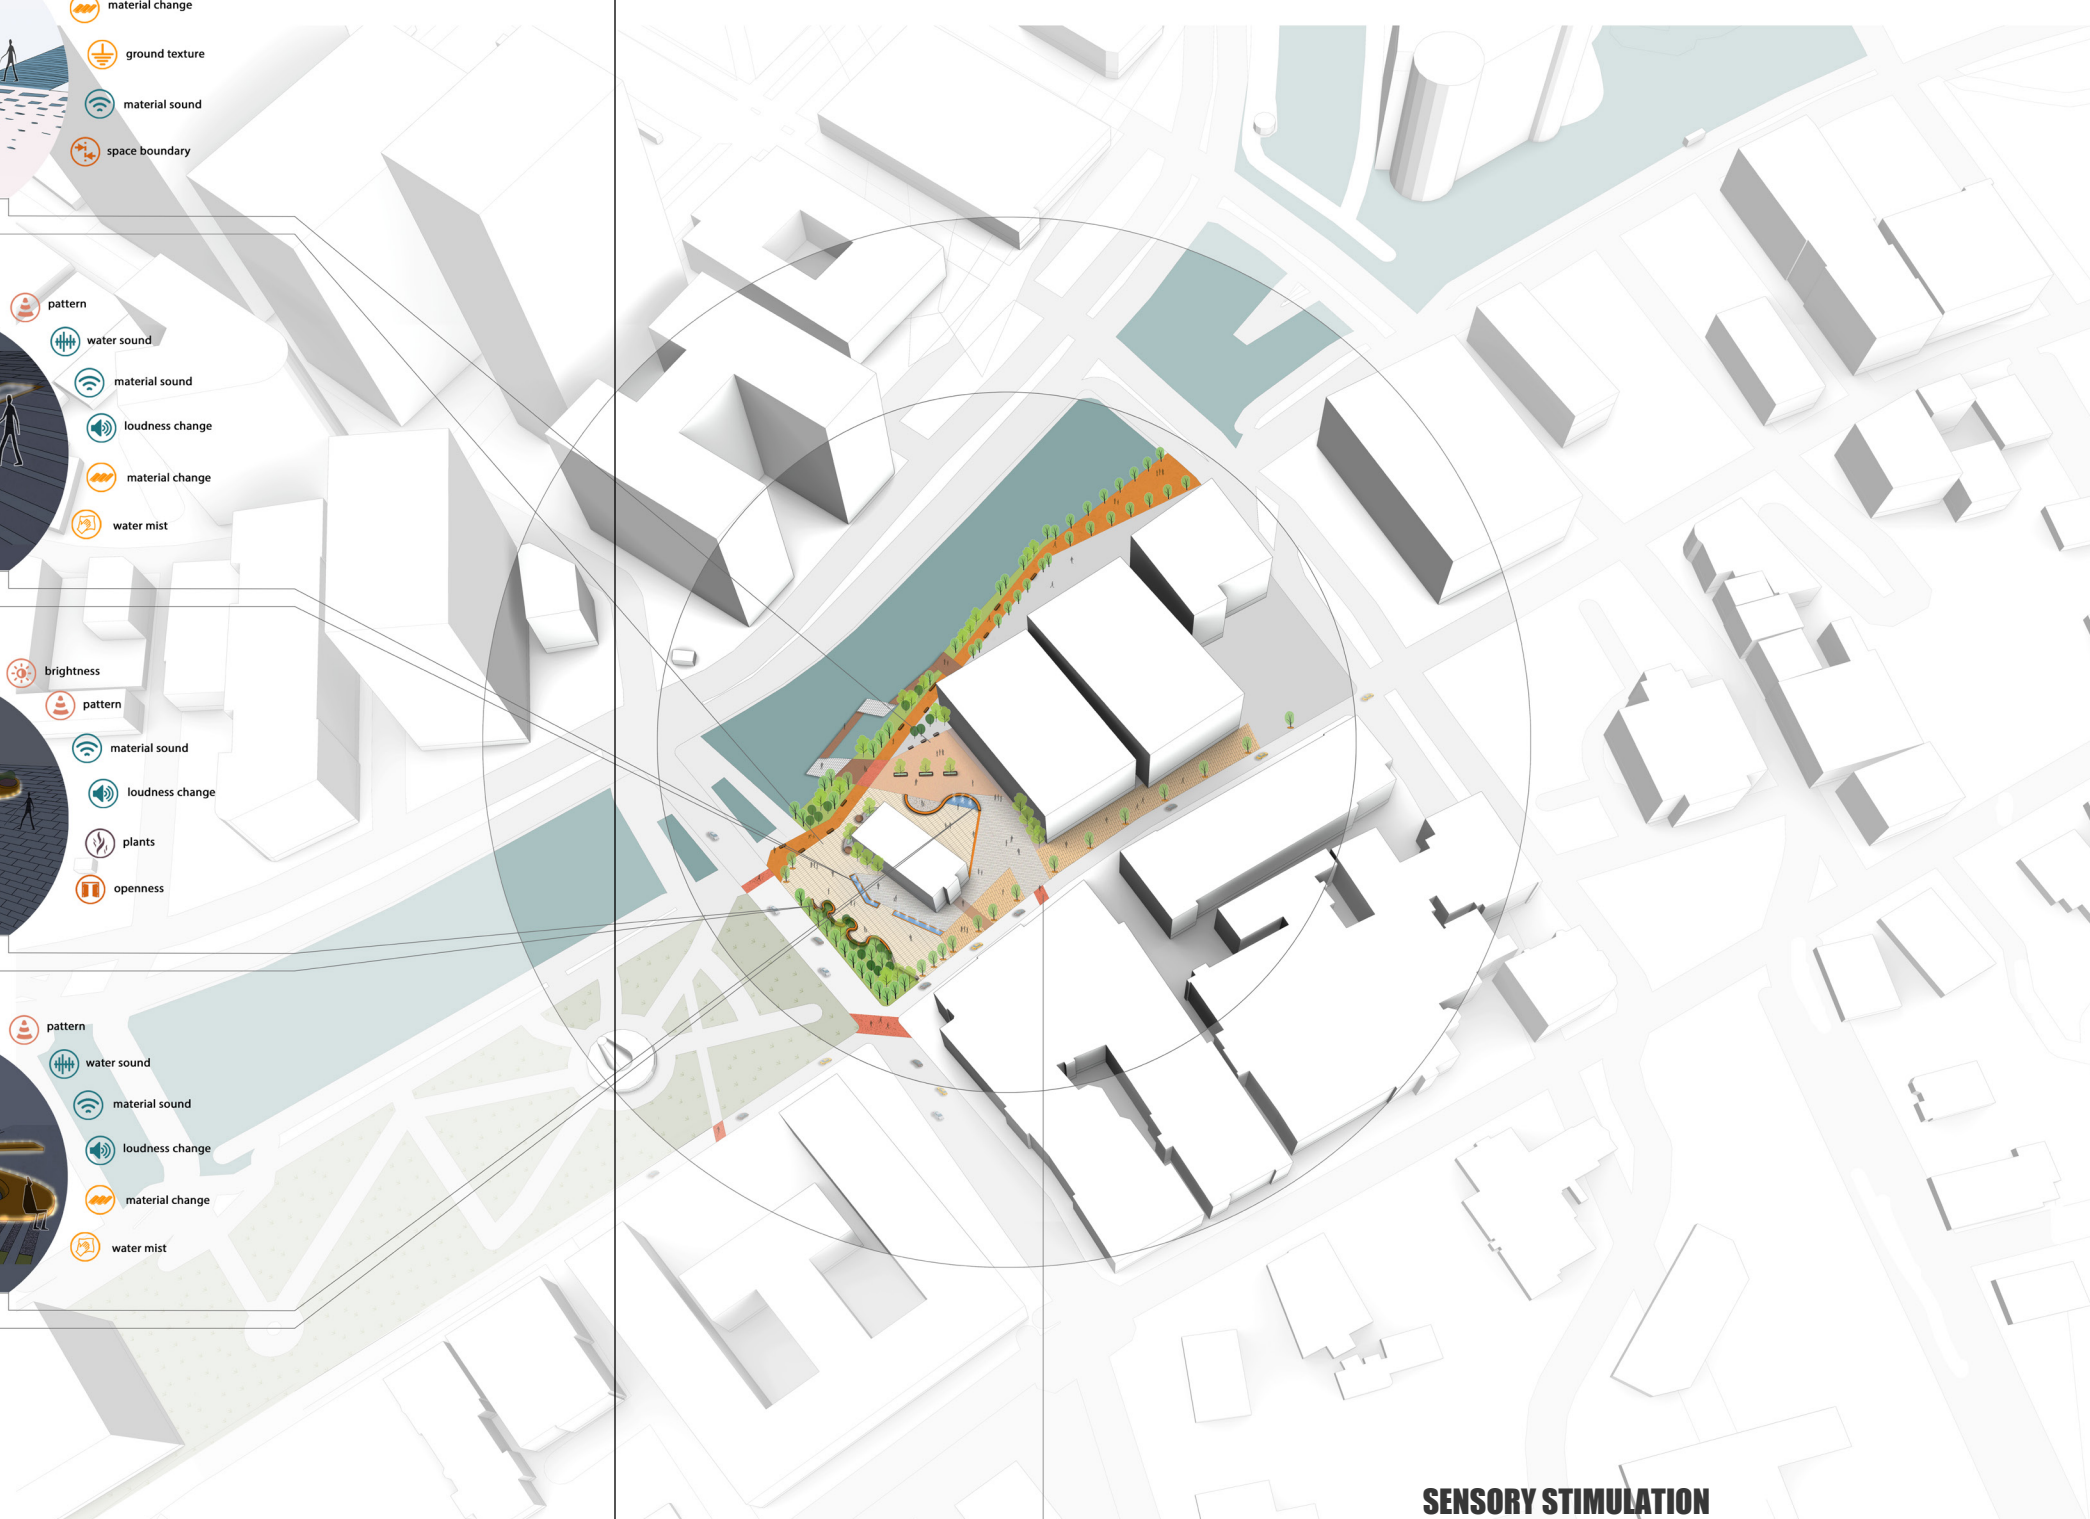 material change
ground texture
material sound
space boundary
pattern
water sound
material sound
loudness change
material change
water mist
brightness
pattern
material sound
loudness change
plants
openness
pattern
water sound
material sound
loudness change
material change
water mist
SENSORY STIMULATION